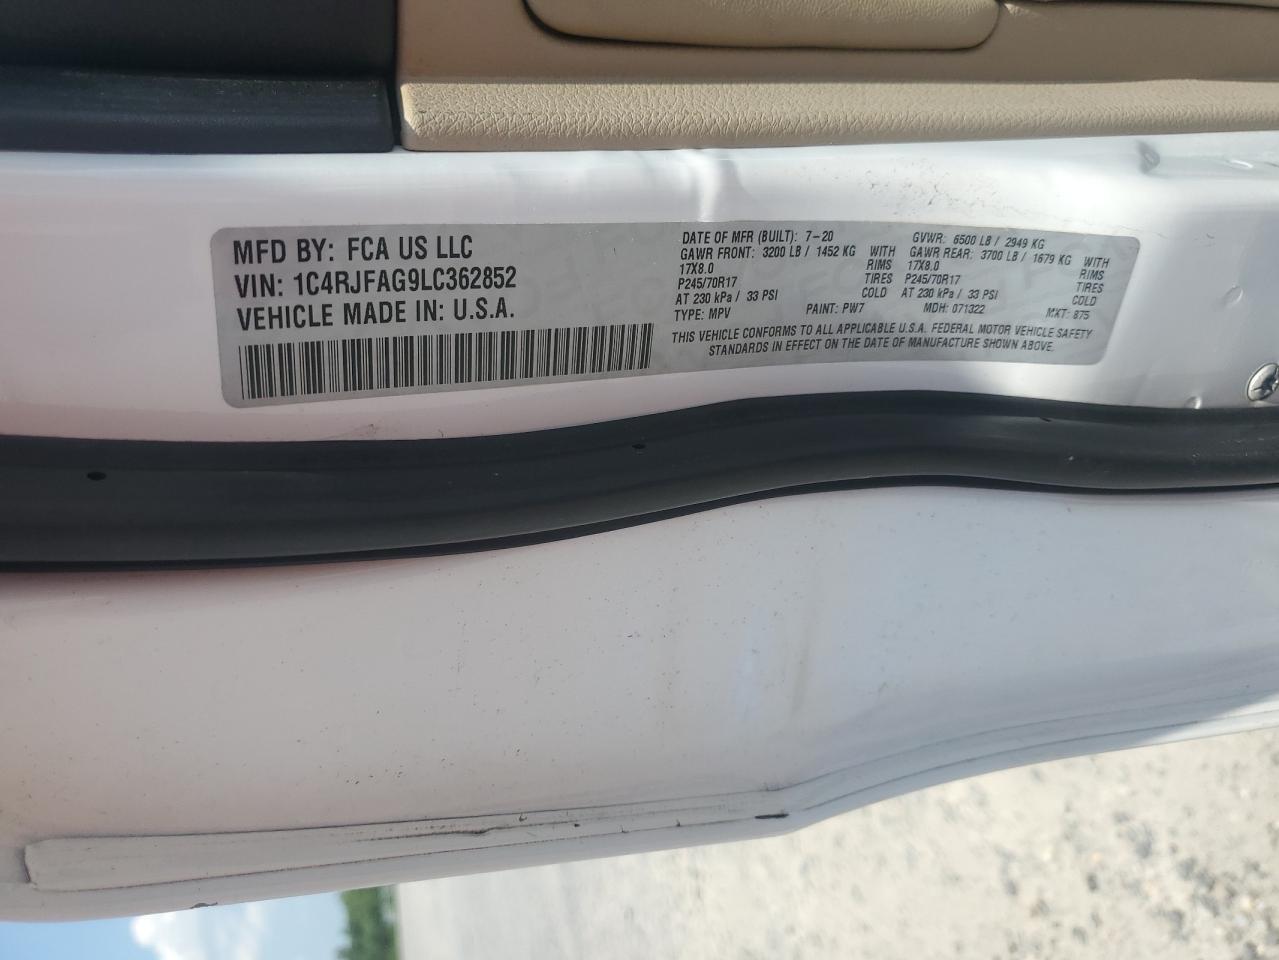 MFD BY: FCA US LLC
VIN: 1C4RJFAG9LC362852
VEHICLE MADE IN: U.S.A.
DATE OF MFR (BUILT): 7-20
GAWR FRONT: 3200 LB / 1452 KG WITH
17X8.0 RIMS
P245/70R17 TIRES
AT 230 kPa / 33 PSI COLD
TYPE: MPV PAINT: PW7
GVWR: 6500 LB / 2949 KG
GAWR REAR: 3700 LB / 1679 KG WITH
17X8.0 RIMS
P245/70R17 TIRES
AT 230 kPa / 33 PSI COLD
MDH: 071322 MKT: 875
THIS VEHICLE CONFORMS TO ALL APPLICABLE U.S.A. FEDERAL MOTOR VEHICLE SAFETY
STANDARDS IN EFFECT ON THE DATE OF MANUFACTURE SHOWN ABOVE.